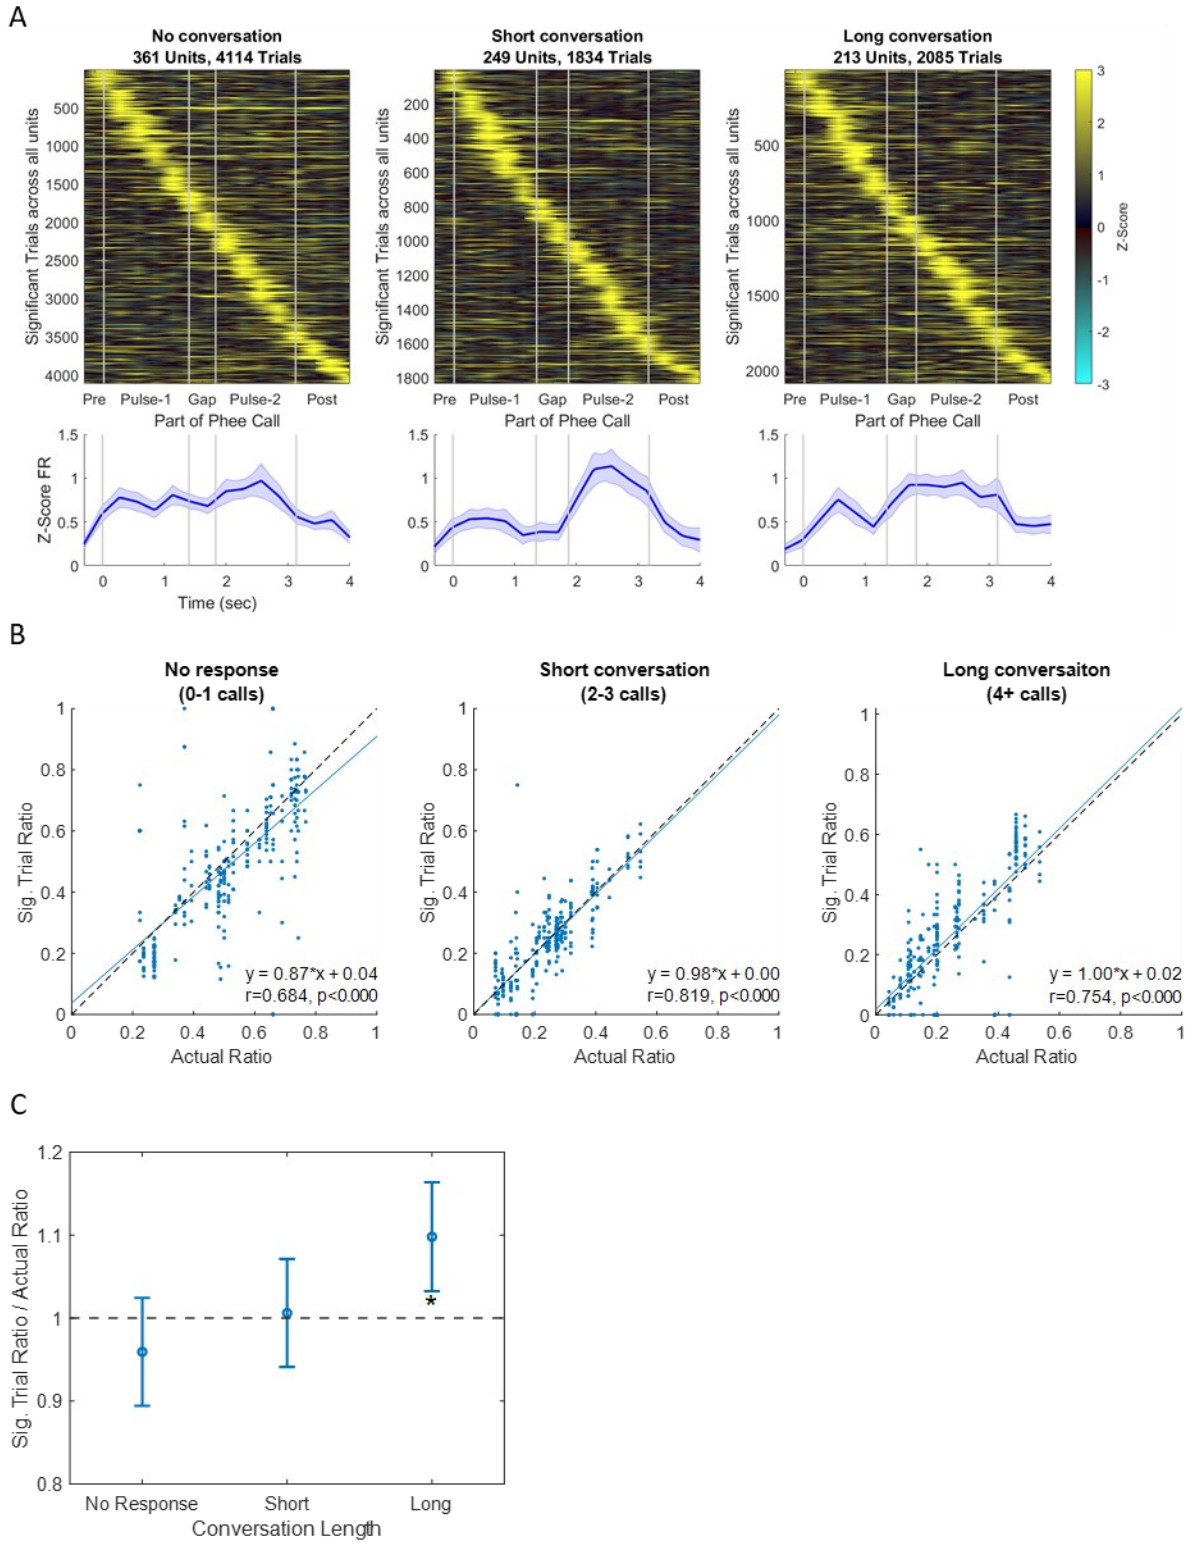 A
No conversation
361 Units, 4114 Trials
Short conversation
249 Units, 1834 Trials
Long conversation
213 Units, 2085 Trials
Significant Trials across all units
500
1000
1500
2000
2500
3000
3500
4000
Pre Pulse-1 Gap Pulse-2 Post
Part of Phee Call
Significant Trials across all units
200
400
600
800
1000
1200
1400
1600
1800
Pre Pulse-1 Gap Pulse-2 Post
Part of Phee Call
Significant Trials across all units
500
1000
1500
2000
Pre Pulse-1 Gap Pulse-2 Post
Part of Phee Call
3
2
1
0
-1
-2
-3
Z-Score
Z-Score FR
1.5
1
0.5
0
0 1 2 3 4
Time (sec)
1.5
1
0.5
0
0 1 2 3 4
1.5
1
0.5
0
0 1 2 3 4
B
No response
(0-1 calls)
Sig. Trial Ratio
1
0.8
0.6
0.4
0.2
0
y = 0.87*x + 0.04
r=0.684, p<0.000
0 0.2 0.4 0.6 0.8 1
Actual Ratio
Short conversation
(2-3 calls)
Sig. Trial Ratio
1
0.8
0.6
0.4
0.2
0
y = 0.98*x + 0.00
r=0.819, p<0.000
0 0.2 0.4 0.6 0.8 1
Actual Ratio
Long conversaiton
(4+ calls)
Sig. Trial Ratio
1
0.8
0.6
0.4
0.2
0
y = 1.00*x + 0.02
r=0.754, p<0.000
0 0.2 0.4 0.6 0.8 1
Actual Ratio
C
Sig. Trial Ratio / Actual Ratio
1.2
1.1
1
0.9
0.8
*
No Response Short Long
Conversation Length